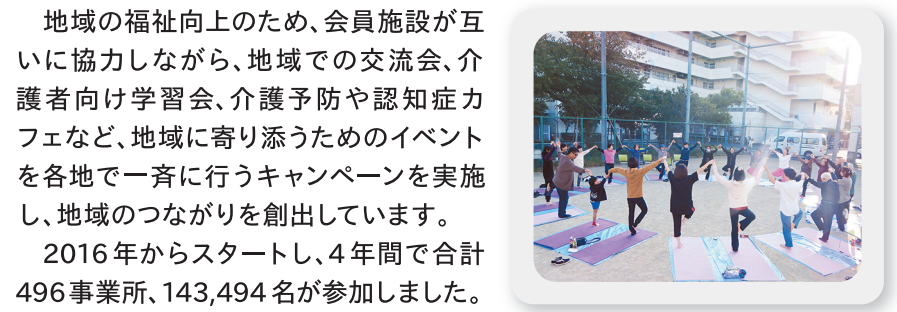 地域の福祉向上のため、会員施設が互
いに協力しながら、地域での交流会、介
護者向け学習会、介護予防や認知症カ
フェなど、地域に寄り添うためのイベント
を各地で一斉に行うキャンペーンを実施
し、地域のつながりを創出しています。
2016年からスタートし、4年間で合計
496事業所、143,494名が参加しました。